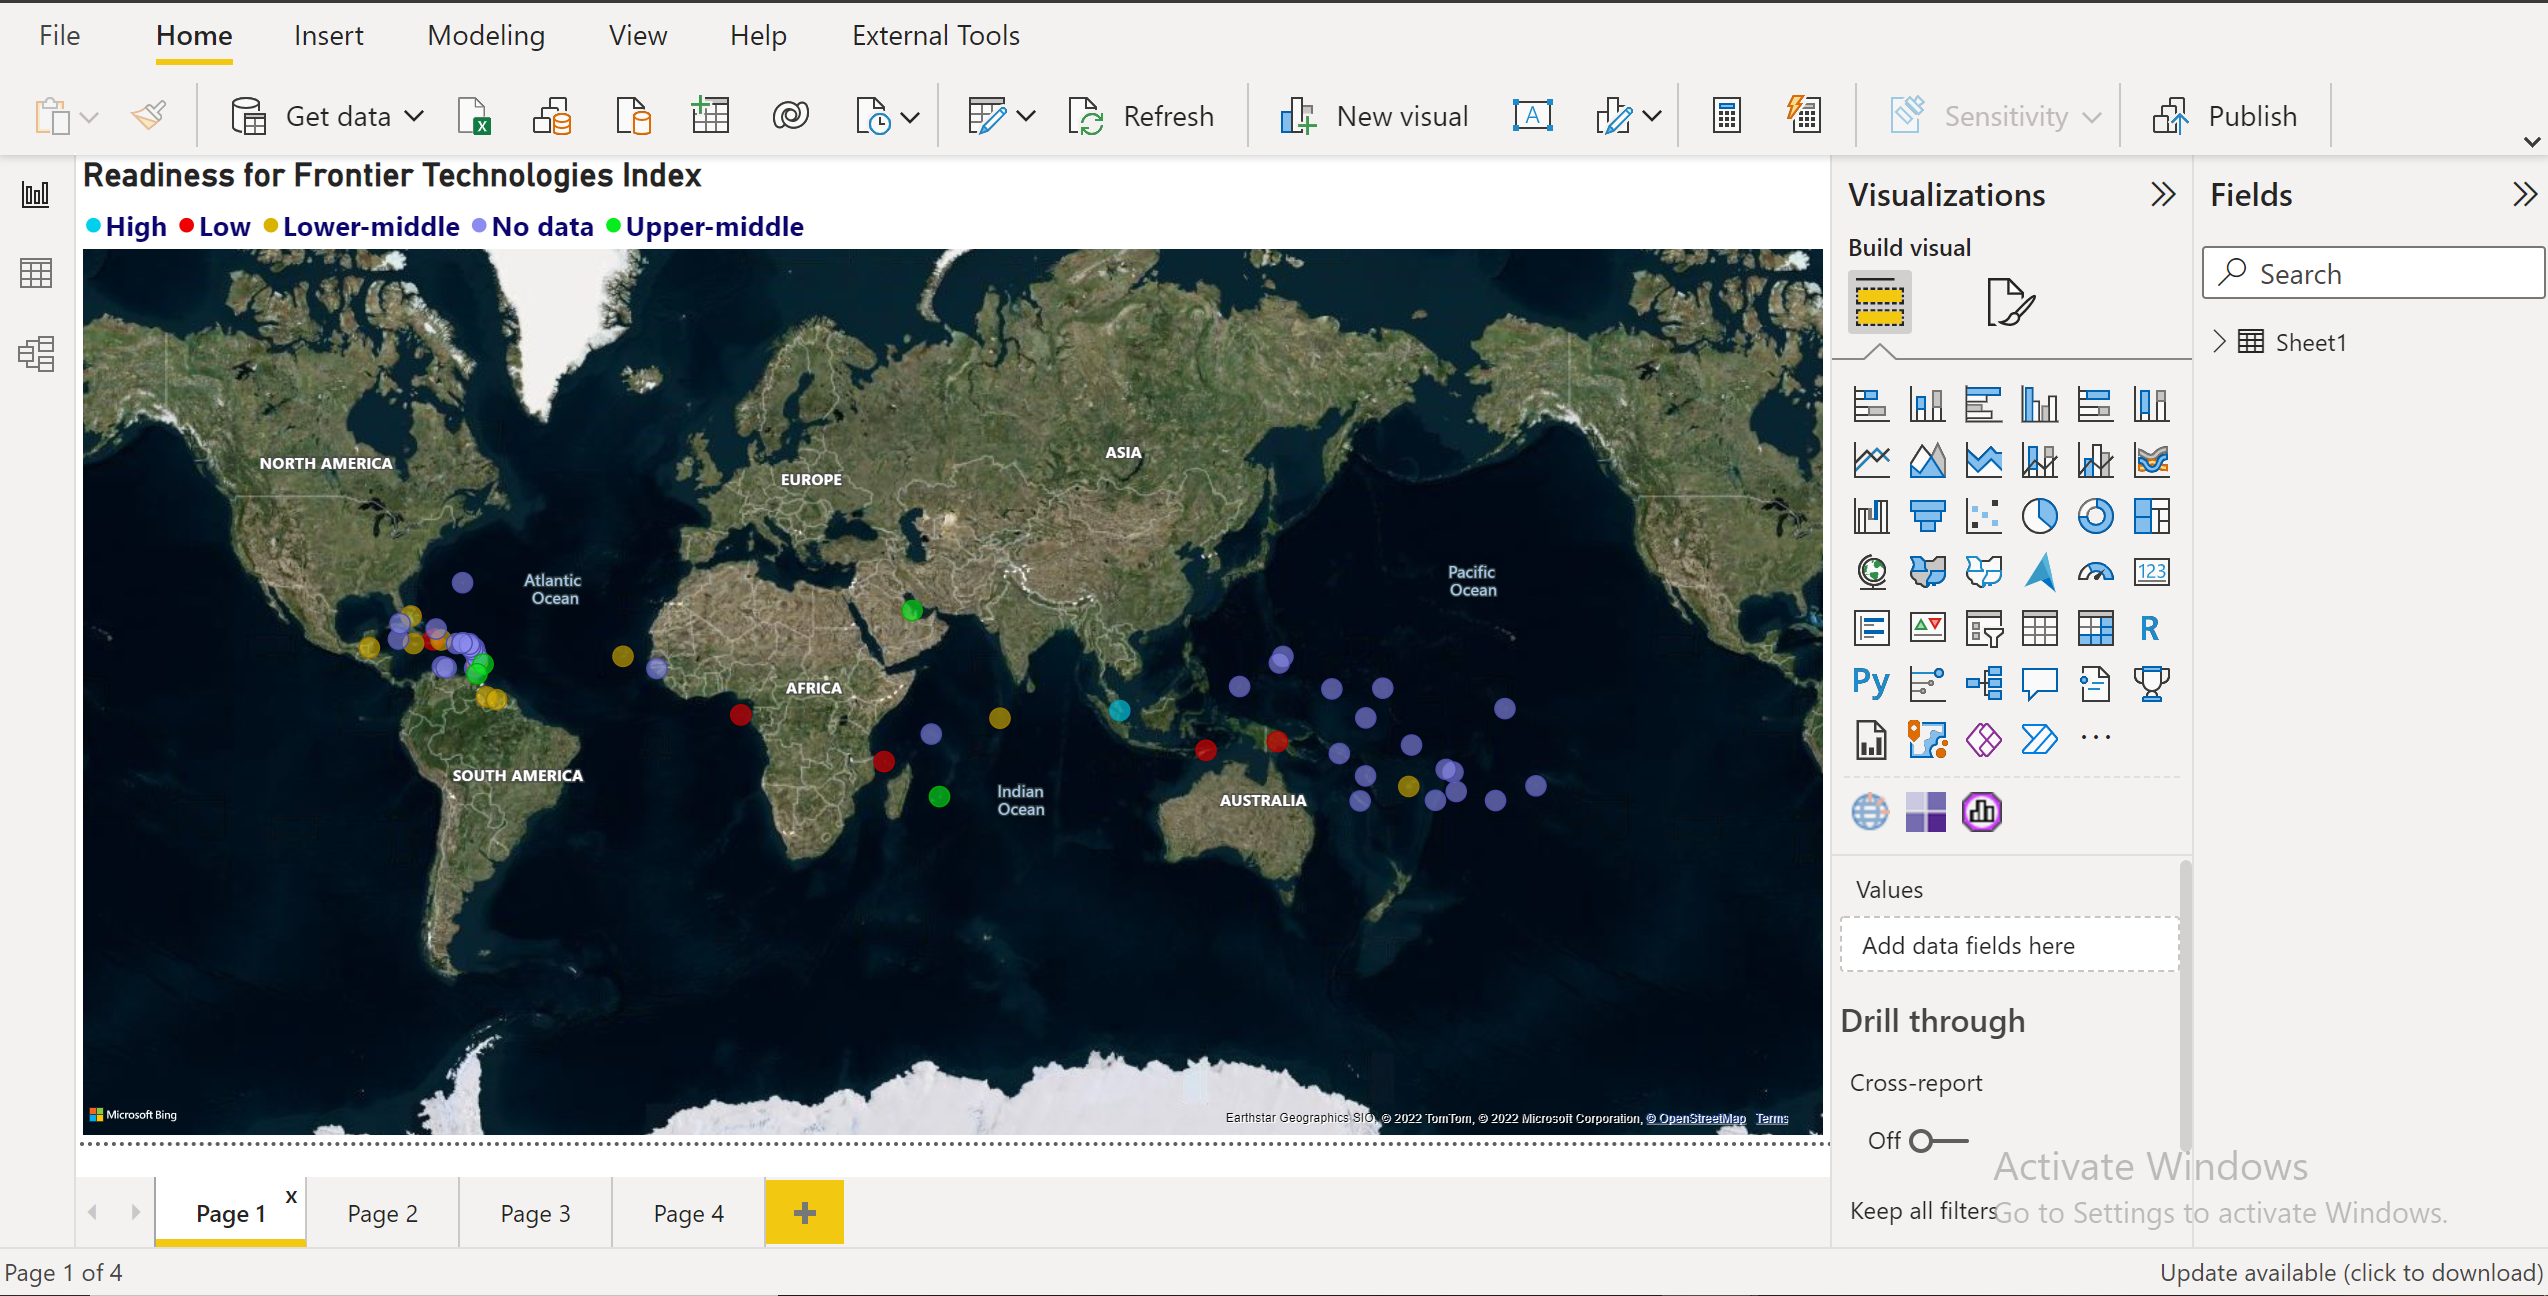 File Home Insert Modeling View Help External Tools
Get data Refresh New visual Sensitivity Publish
Readiness for Frontier Technologies Index
High Low Lower-middle No data Upper-middle
NORTH AMERICA
EUROPE
ASIA
Atlantic
Ocean
Pacific
Ocean
AFRICA
SOUTH AMERICA
Indian
Ocean
AUSTRALIA
Microsoft Bing
Earthstar Geographics SIO, © 2022 TomTom, © 2022 Microsoft Corporation, © OpenStreetMap Terms
Visualizations
Build visual
123
R
Py
...
Values
Add data fields here
Drill through
Cross-report
Off
Keep all filters
Fields
Search
Sheet1
Activate Windows
Go to Settings to activate Windows.
Page 1 x Page 2 Page 3 Page 4 +
Page 1 of 4
Update available (click to download)